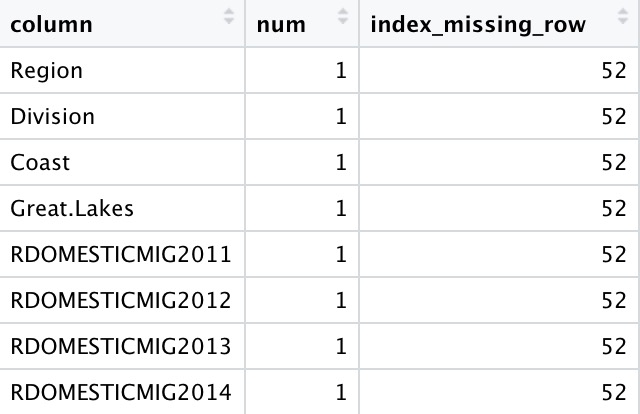 column num index_missing_row
Region 1 52
Division 1 52
Coast 1 52
Great.Lakes 1 52
RDOMESTICMIG2011 1 52
RDOMESTICMIG2012 1 52
RDOMESTICMIG2013 1 52
RDOMESTICMIG2014 1 52